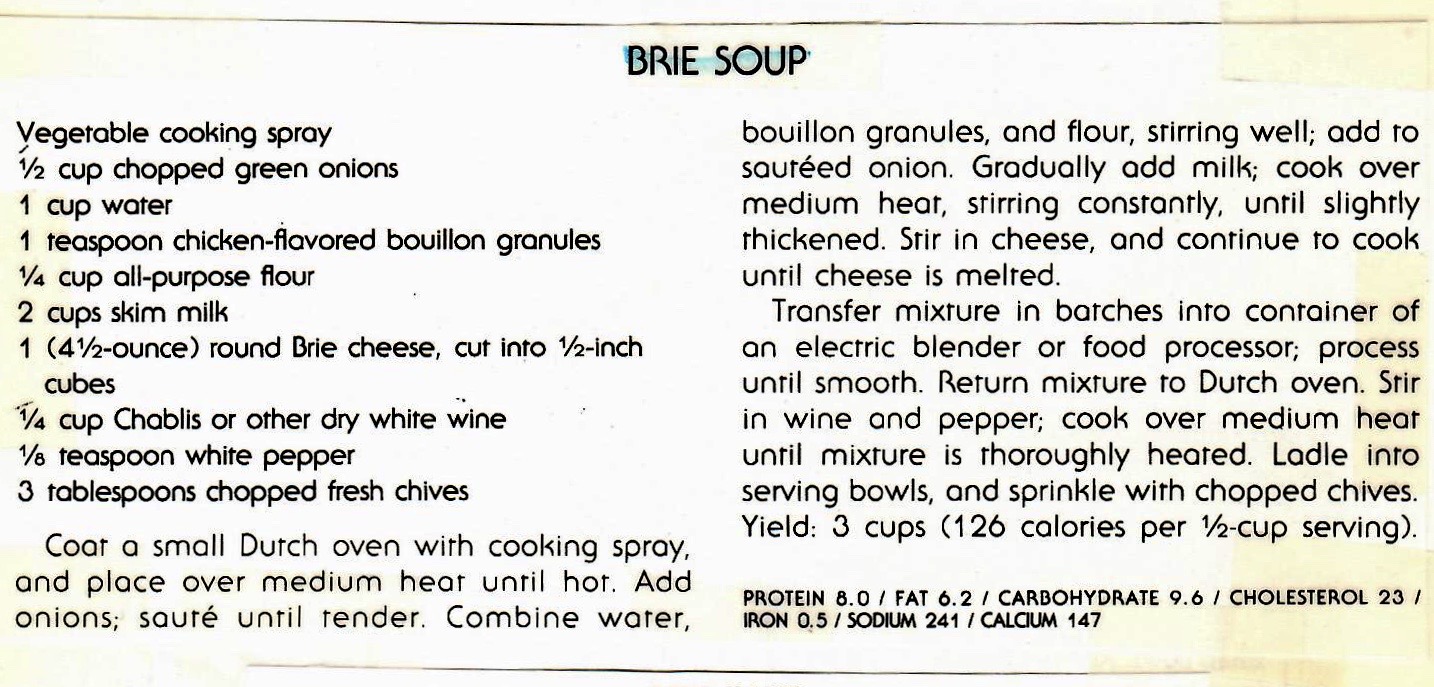 BRIE SOUP
Vegetable cooking spray
½ cup chopped green onions
1 cup water
1 teaspoon chicken-flavored bouillon granules
¼ cup all-purpose flour
2 cups skim milk
1 (4½-ounce) round Brie cheese, cut into ½-inch
cubes
¼ cup Chablis or other dry white wine
⅛ teaspoon white pepper
3 tablespoons chopped fresh chives
Coat a small Dutch oven with cooking spray,
and place over medium heat until hot. Add
onions; sauté until tender. Combine water,
bouillon granules, and flour, stirring well; add to
sautéed onion. Gradually add milk; cook over
medium heat, stirring constantly, until slightly
thickened. Stir in cheese, and continue to cook
until cheese is melted.
Transfer mixture in batches into container of
an electric blender or food processor; process
until smooth. Return mixture to Dutch oven. Stir
in wine and pepper; cook over medium heat
until mixture is thoroughly heated. Ladle into
serving bowls, and sprinkle with chopped chives.
Yield: 3 cups (126 calories per ½-cup serving).
PROTEIN 8.0 / FAT 6.2 / CARBOHYDRATE 9.6 / CHOLESTEROL 23 /
IRON 0.5 / SODIUM 241 / CALCIUM 147